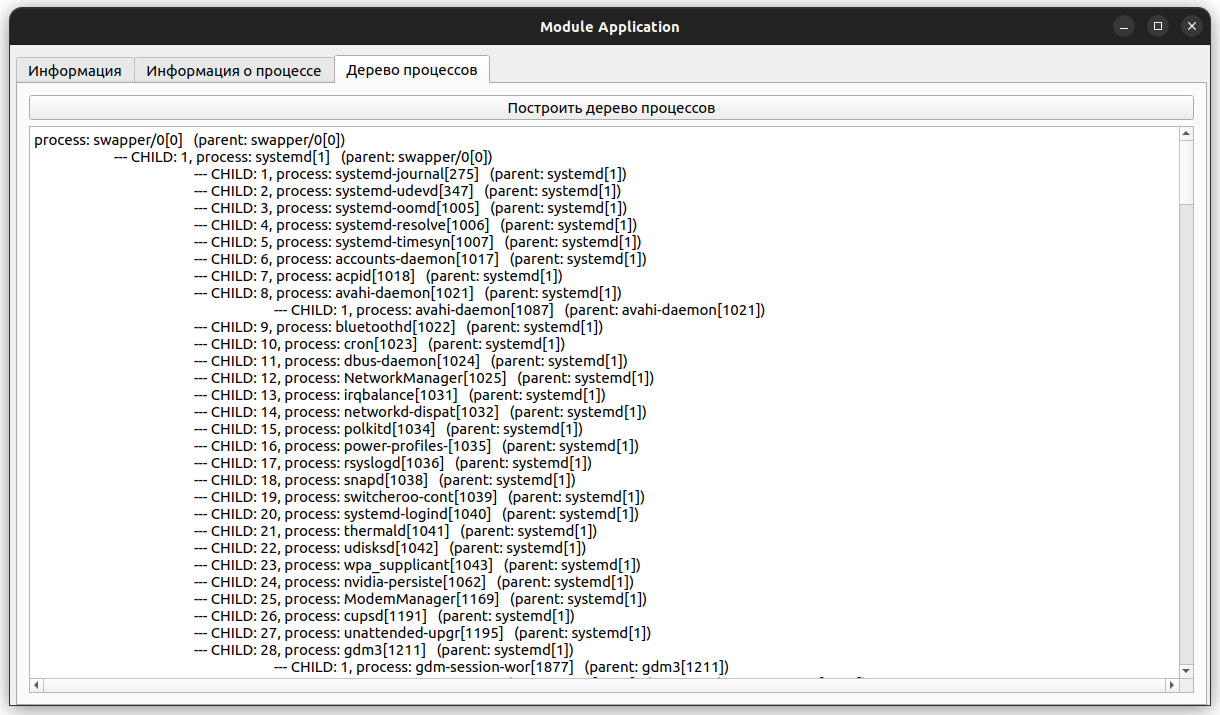 Module Application
Информация Информация о процессе Дерево процессов
Построить дерево процессов
process: swapper/0[0] (parent: swapper/0[0])
--- CHILD: 1, process: systemd[1] (parent: swapper/0[0])
--- CHILD: 1, process: systemd-journal[275] (parent: systemd[1])
--- CHILD: 2, process: systemd-udevd[347] (parent: systemd[1])
--- CHILD: 3, process: systemd-oomd[1005] (parent: systemd[1])
--- CHILD: 4, process: systemd-resolve[1006] (parent: systemd[1])
--- CHILD: 5, process: systemd-timesyn[1007] (parent: systemd[1])
--- CHILD: 6, process: accounts-daemon[1017] (parent: systemd[1])
--- CHILD: 7, process: acpid[1018] (parent: systemd[1])
--- CHILD: 8, process: avahi-daemon[1021] (parent: systemd[1])
--- CHILD: 1, process: avahi-daemon[1087] (parent: avahi-daemon[1021])
--- CHILD: 9, process: bluetoothd[1022] (parent: systemd[1])
--- CHILD: 10, process: cron[1023] (parent: systemd[1])
--- CHILD: 11, process: dbus-daemon[1024] (parent: systemd[1])
--- CHILD: 12, process: NetworkManager[1025] (parent: systemd[1])
--- CHILD: 13, process: irqbalance[1031] (parent: systemd[1])
--- CHILD: 14, process: networkd-dispat[1032] (parent: systemd[1])
--- CHILD: 15, process: polkitd[1034] (parent: systemd[1])
--- CHILD: 16, process: power-profiles-[1035] (parent: systemd[1])
--- CHILD: 17, process: rsyslogd[1036] (parent: systemd[1])
--- CHILD: 18, process: snapd[1038] (parent: systemd[1])
--- CHILD: 19, process: switcheroo-cont[1039] (parent: systemd[1])
--- CHILD: 20, process: systemd-logind[1040] (parent: systemd[1])
--- CHILD: 21, process: thermald[1041] (parent: systemd[1])
--- CHILD: 22, process: udisksd[1042] (parent: systemd[1])
--- CHILD: 23, process: wpa_supplicant[1043] (parent: systemd[1])
--- CHILD: 24, process: nvidia-persiste[1062] (parent: systemd[1])
--- CHILD: 25, process: ModemManager[1169] (parent: systemd[1])
--- CHILD: 26, process: cupsd[1191] (parent: systemd[1])
--- CHILD: 27, process: unattended-upgr[1195] (parent: systemd[1])
--- CHILD: 28, process: gdm3[1211] (parent: systemd[1])
--- CHILD: 1, process: gdm-session-wor[1877] (parent: gdm3[1211])